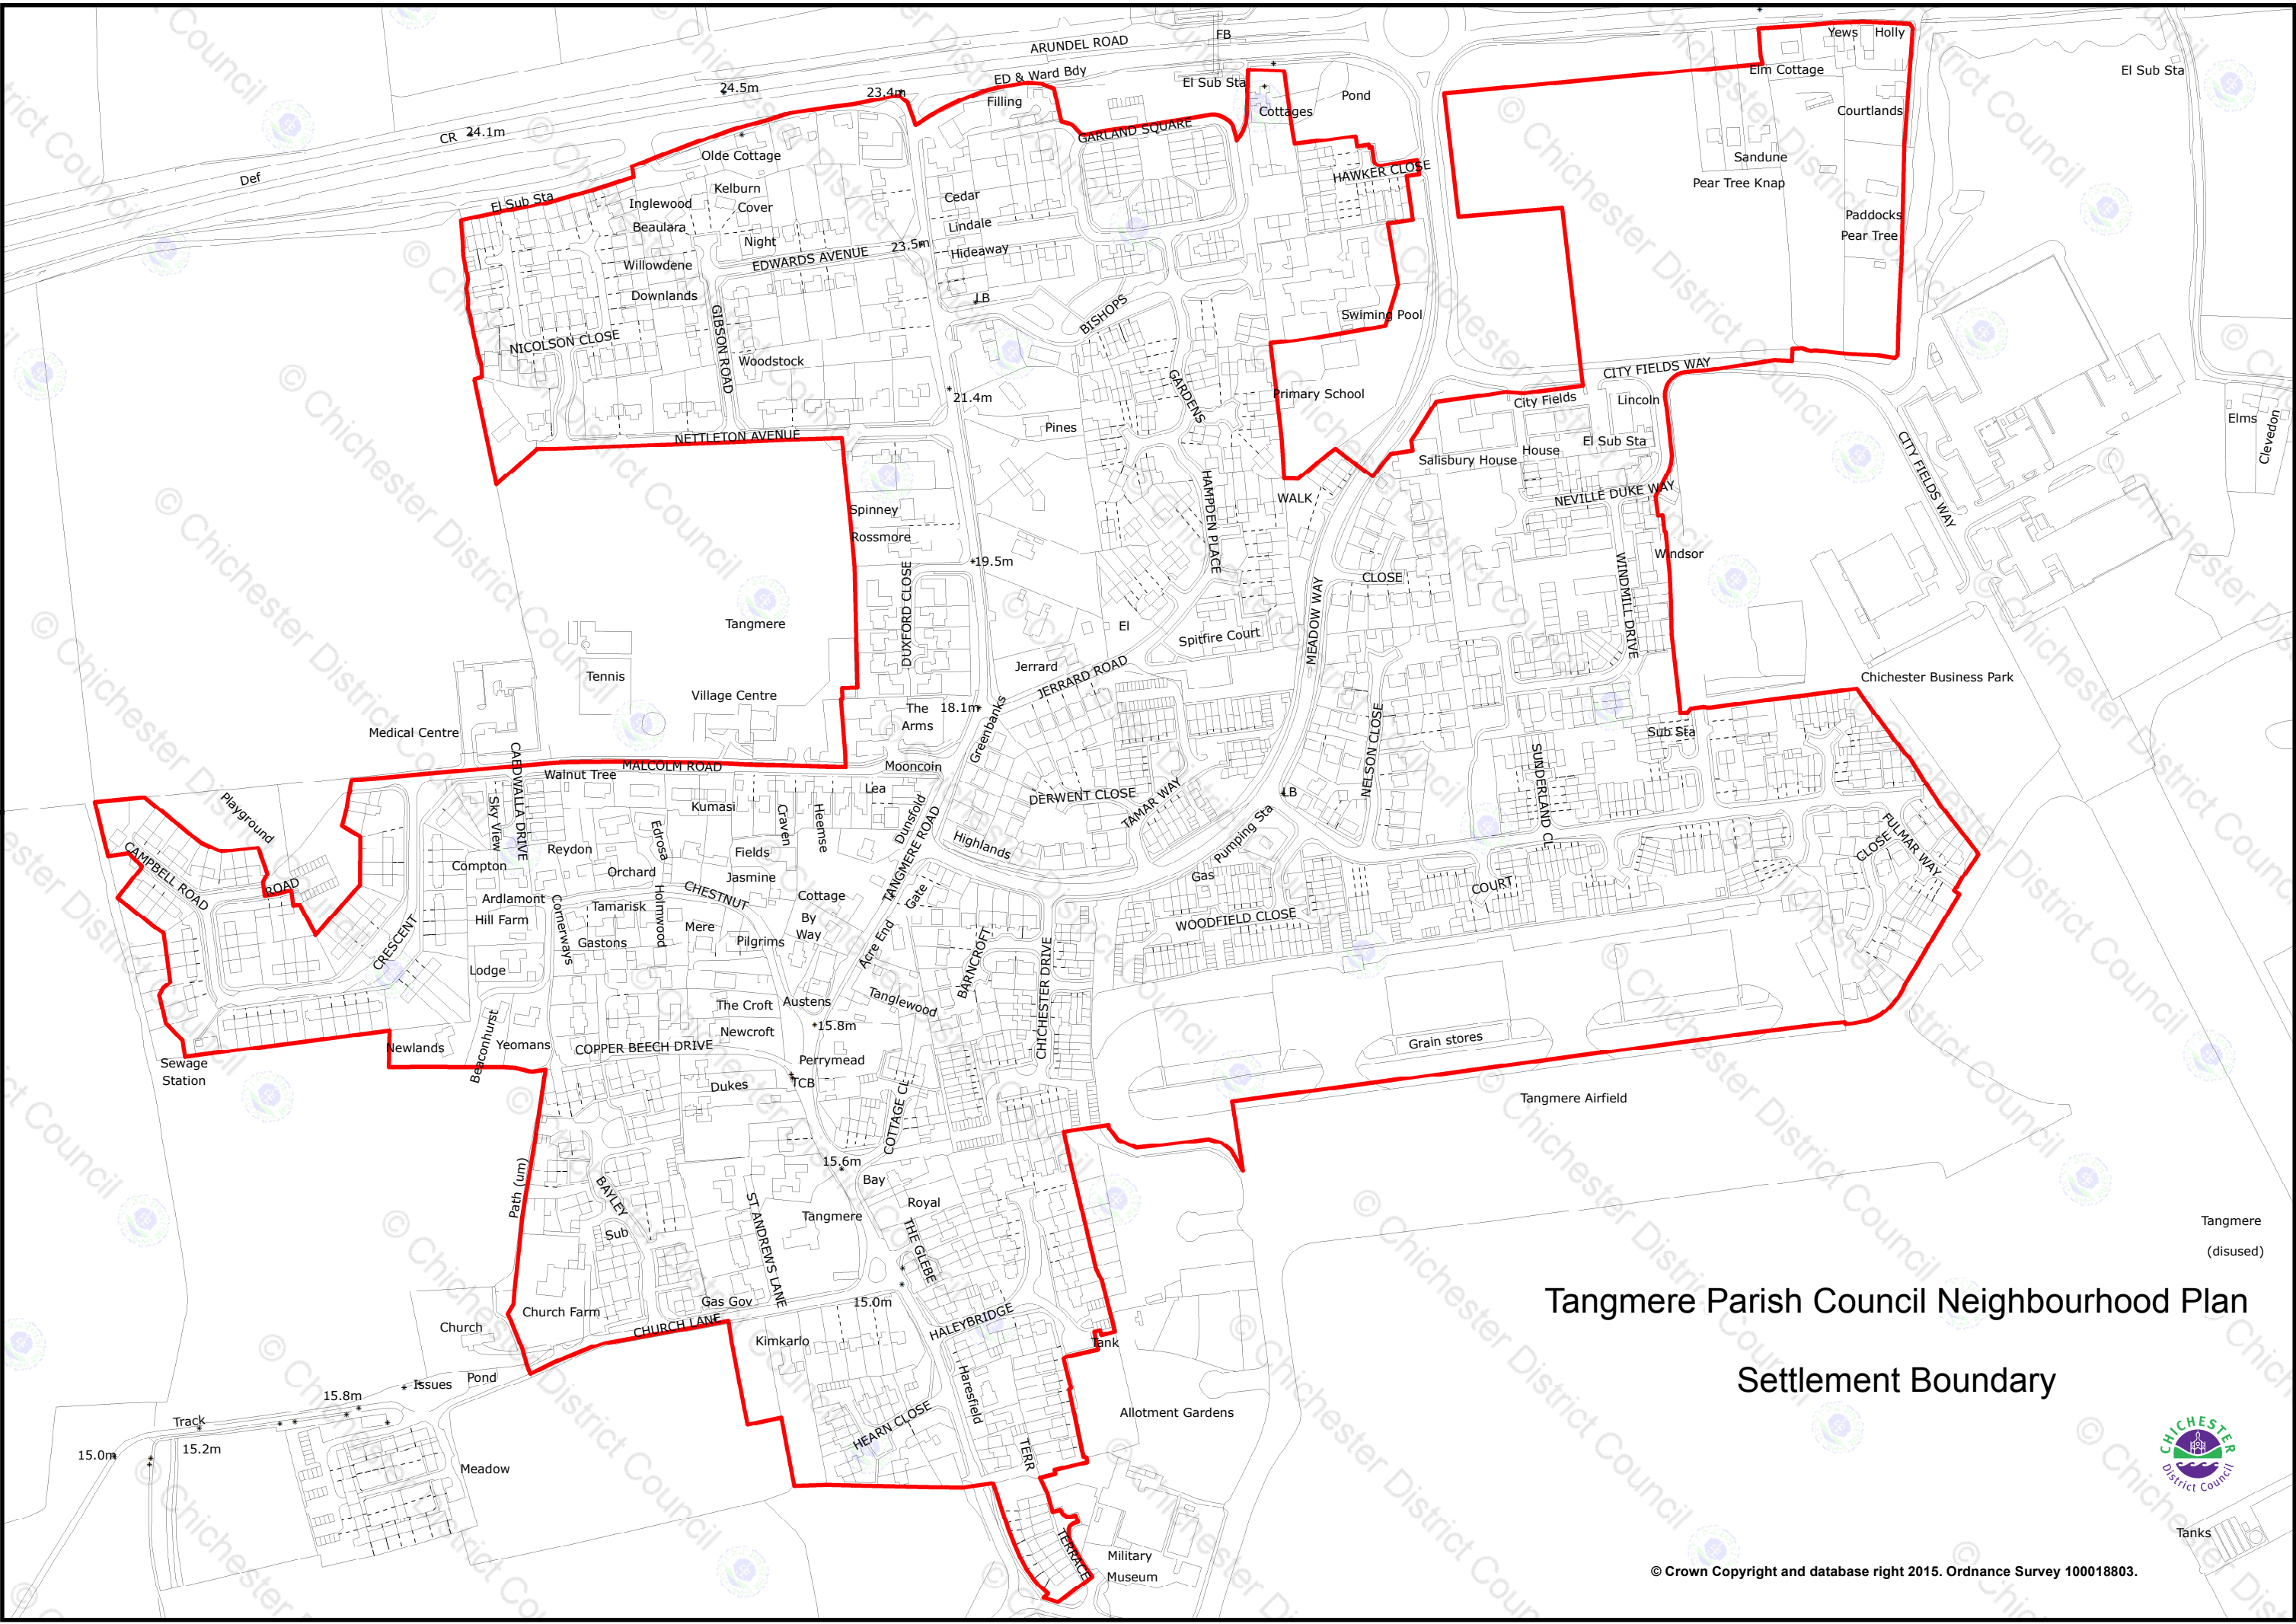 ARUNDEL ROAD
FB
ED & Ward Bdy
El Sub Sta
Filling
Cottages
Pond
24.5m
23.4m
CR
24.1m
Def
Yews
Holly
Elm Cottage
Courtlands
El Sub Sta
Sandune
Pear Tree Knap
Paddocks
Pear Tree
GARLAND SQUARE
HAWKER CLOSE
Olde Cottage
Kelburn
Cover
El Sub Sta
Inglewood
Beaulara
Night
Willowdene
EDWARDS AVENUE
23.5m
Downlands
Cedar
Lindale
Hideaway
LB
BISHOPS
Swiming Pool
NICOLSON CLOSE
GIBSON ROAD
Woodstock
GARDENS
Primary School
CITY FIELDS WAY
21.4m
City Fields
Lincoln
Elms
Clevedon
NETTLETON AVENUE
Pines
Salisbury House
House
El Sub Sta
CITY FIELDS WAY
HAMPDEN PLACE
WALK
NEVILLE DUKE WAY
Spinney
Rossmore
Windsor
19.5m
DUXFORD CLOSE
CLOSE
MEADOW WAY
WINDMILL DRIVE
Tangmere
El
Spitfire Court
Tennis
Jerrard
JERRARD ROAD
Village Centre
Chichester Business Park
The
Arms
18.1m
Greenbanks
Medical Centre
NELSON CLOSE
Sub Sta
CAEDWALLA DRIVE
Walnut Tree
MALCOLM ROAD
Mooncoin
SUNDERLAND CL
Playground
Sky View
Kumasi
Craven
Heemse
Lea
DERWENT CLOSE
TAMAR WAY
LB
Dunsfold
TANGMERE ROAD
Highlands
Pumping Sta
FULMAR WAY
CLOSE
CAMPBELL ROAD
ROAD
Compton
Reydon
Edrosa
Fields
Orchard
Jasmine
Gas
COURT
Ardlamont
Hill Farm
Cornerways
Tamarisk
Holmwood
CHESTNUT
Cottage
By
Way
Gate
WOODFIELD CLOSE
Mere
Pilgrims
Gastons
CRESCENT
Lodge
Acre End
BARNCROFT
CHICHESTER DRIVE
The Croft
Austens
Tanglewood
Newcroft
15.8m
Beaconhurst
Yeomans
Newlands
COPPER BEECH DRIVE
Perrymead
Grain stores
Sewage
Station
Dukes
TCB
COTTAGE CL
Tangmere Airfield
15.6m
Path (um)
BAYLEY
Bay
Royal
Tangmere
ST. ANDREWS LANE
THE GLEBE
Sub
Tangmere
(disused)
Gas Gov
15.0m
Church Farm
CHURCH LANE
Church
Kimkarlo
HALEYBRIDGE
Tank
Tangmere Parish Council Neighbourhood Plan
Settlement Boundary
Issues
Pond
15.8m
Track
15.2m
15.0m
Haresfield
HEARN CLOSE
Allotment Gardens
TERR
Meadow
TERRACE
Military
Museum
Tanks
CHICHESTER
District Council
© Crown Copyright and database right 2015. Ordnance Survey 100018803.
© Chichester District Council